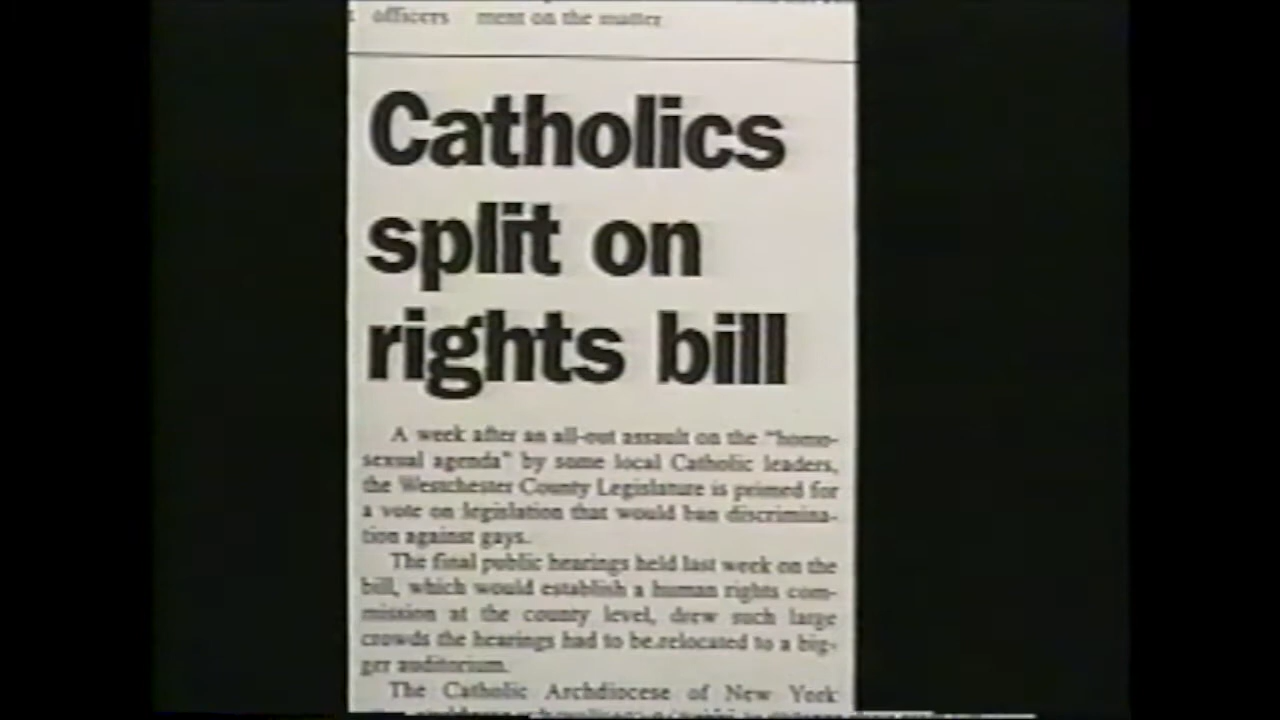 officers ment on the matter
Catholics
split on
rights bill
A week after an all-out assault on the "homo-
sexual agenda" by some local Catholic leaders,
the Westchester County Legislature is primed for
a vote on legislation that would ban discrimina-
tion against gays.
The final public hearings held last week on the
bill, which would establish a human rights com-
mission at the county level, drew such large
crowds the hearings had to be relocated to a big-
ger auditorium.
The Catholic Archdiocese of New York